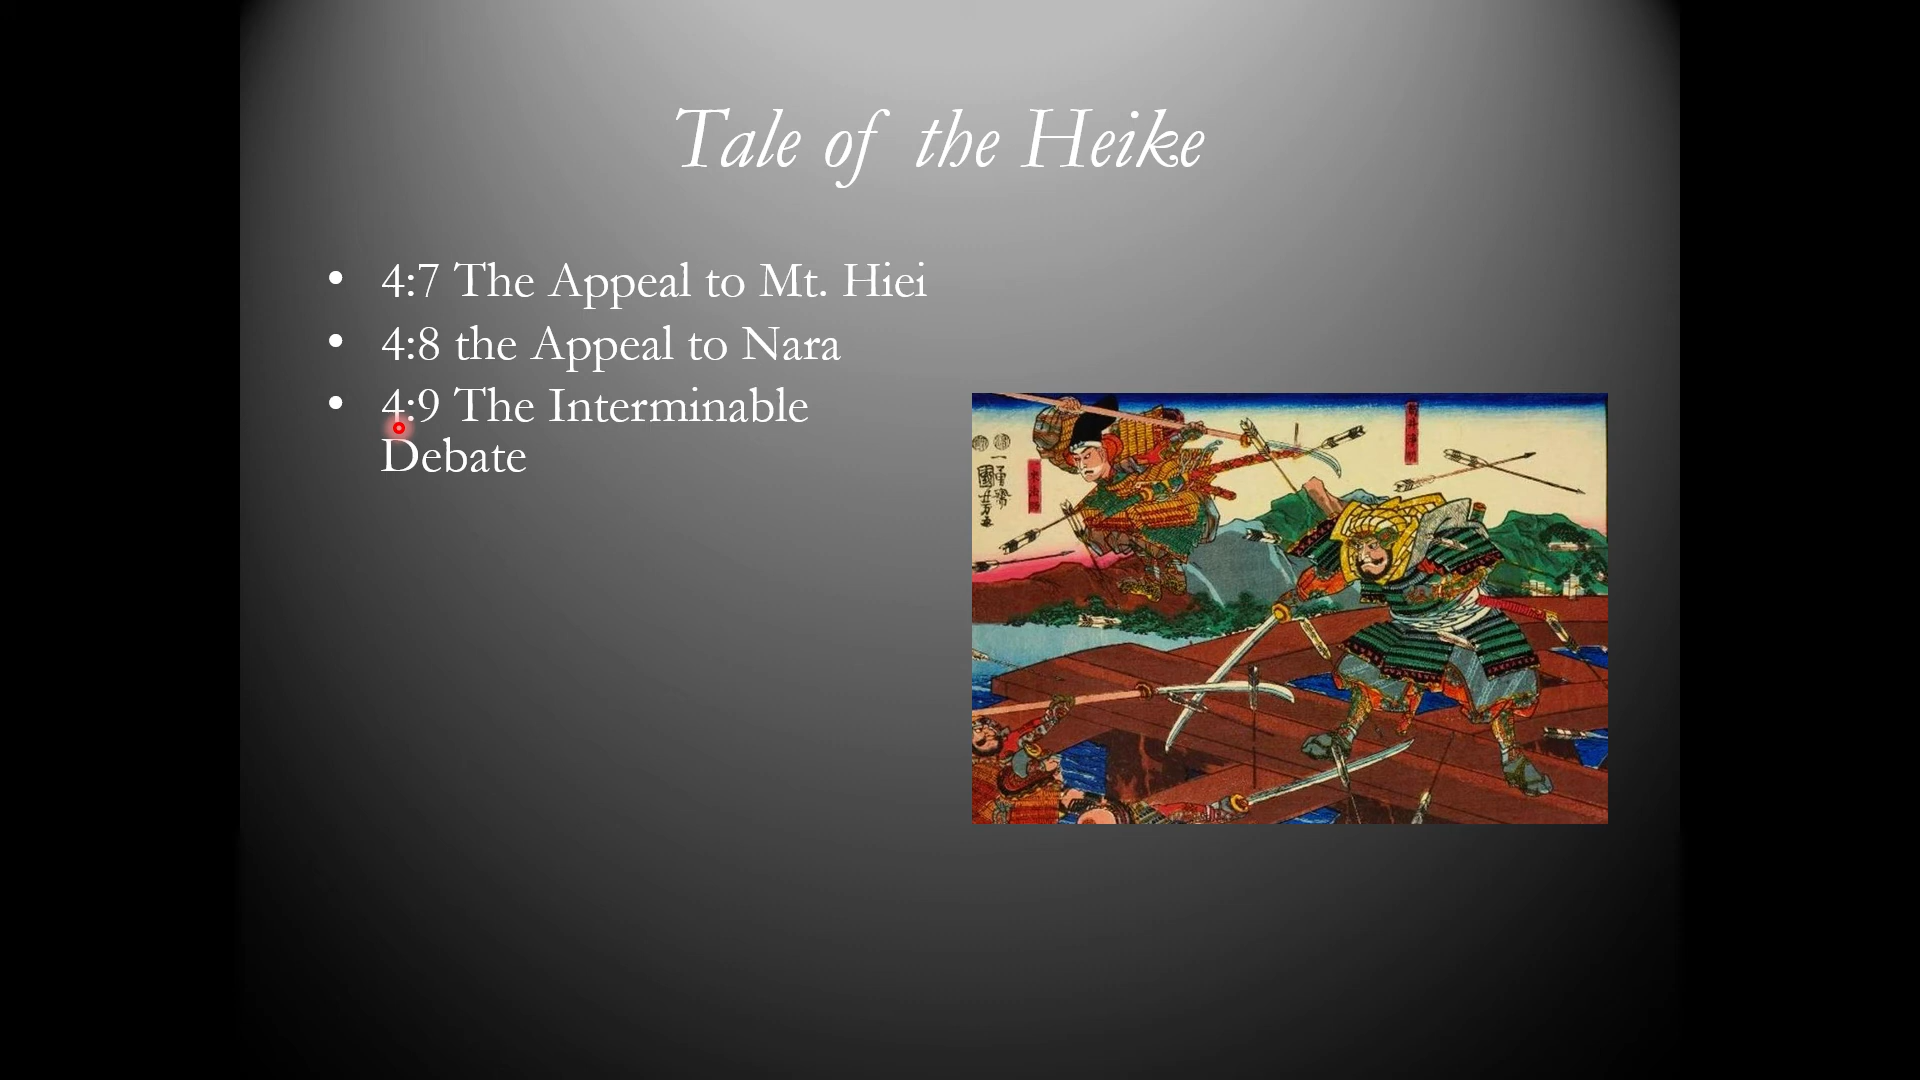 Tale of the Heike
• 4:7 The Appeal to Mt. Hiei
• 4:8 the Appeal to Nara
• 4:9 The Interminable
Debate